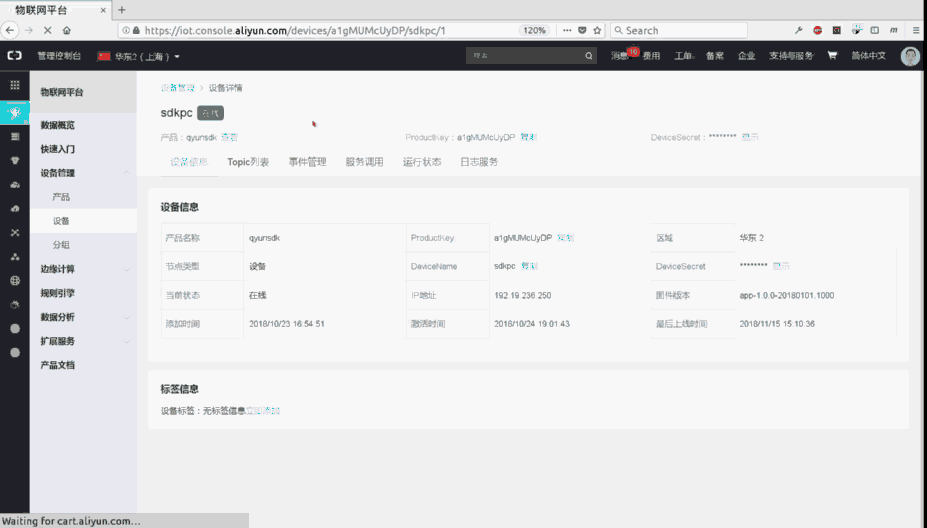 物联网平台
https://iot.console.aliyun.com/devices/a1gMUMcUyDP/sdkpc/1
120%
Search
管理控制台
华东2（上海）
搜索
消息 16 费用 工单 备案 企业 支持与服务 简体中文
物联网平台
数据概览
快速入门
设备管理
产品
设备
分组
边缘计算
规则引擎
数据分析
扩展服务
产品文档
设备管理 > 设备详情
sdkpc 在线
产品：qyunsdk 查看 ProductKey：a1gMUMcUyDP 复制 DeviceSecret：******** 显示
设备信息 Topic列表 事件管理 服务调用 运行状态 日志服务
设备信息
产品名称 qyunsdk ProductKey a1gMUMcUyDP 复制 区域 华东 2
节点类型 设备 DeviceName sdkpc 复制 DeviceSecret ******** 显示
当前状态 在线 IP地址 192.19.236.250 固件版本 app-1.0.0-20180101.1000
添加时间 2018/10/23 16:54:51 激活时间 2018/10/24 19:01:43 最后上线时间 2018/11/15 15:10:36
标签信息
设备标签：无标签信息立即添加
Waiting for cart.aliyun.com...